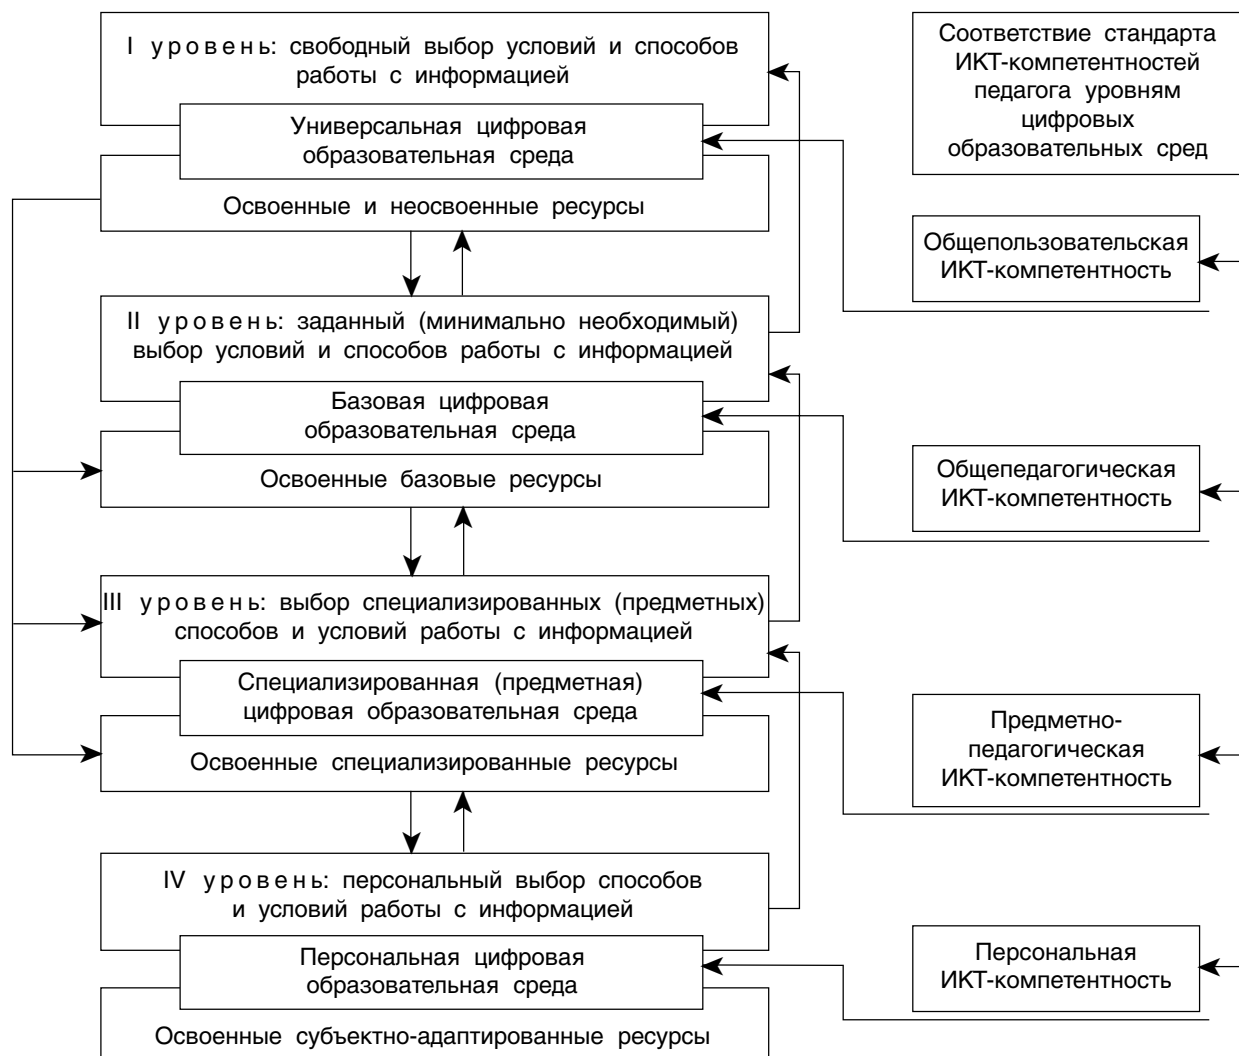 I уровень: свободный выбор условий и способов
работы с информацией
Универсальная цифровая
образовательная среда
Освоенные и неосвоенные ресурсы
II уровень: заданный (минимально необходимый)
выбор условий и способов работы с информацией
Базовая цифровая
образовательная среда
Освоенные базовые ресурсы
III уровень: выбор специализированных (предметных)
способов и условий работы с информацией
Специализированная (предметная)
цифровая образовательная среда
Освоенные специализированные ресурсы
IV уровень: персональный выбор способов
и условий работы с информацией
Персональная цифровая
образовательная среда
Освоенные субъектно-адаптированные ресурсы
Соответствие стандарта
ИКТ-компетентностей
педагога уровням
цифровых
образовательных сред
Общепользовательская
ИКТ-компетентность
Общепедагогическая
ИКТ-компетентность
Предметно-
педагогическая
ИКТ-компетентность
Персональная
ИКТ-компетентность